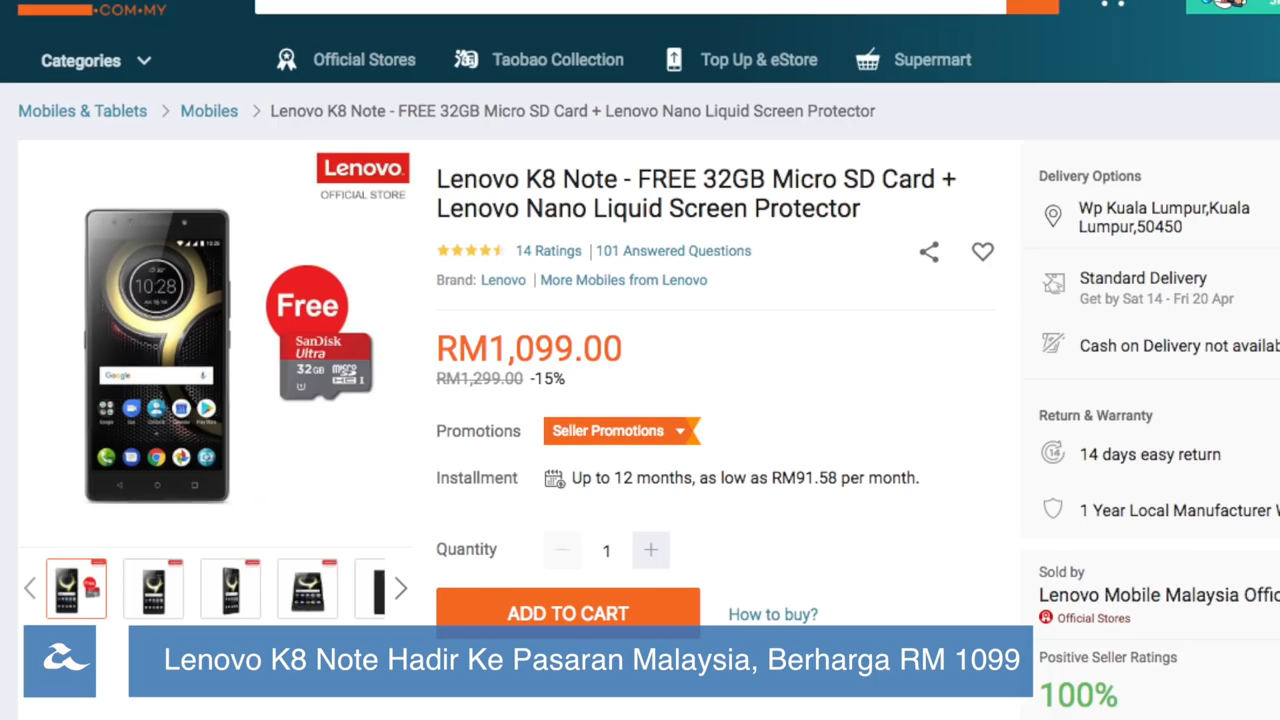 .COM.MY
Categories
Official Stores
Taobao Collection
Top Up & eStore
Supermart
Mobiles & Tablets > Mobiles > Lenovo K8 Note - FREE 32GB Micro SD Card + Lenovo Nano Liquid Screen Protector
Lenovo.
OFFICIAL STORE
10:28
Google
Free
SanDisk
Ultra
32GB
micro
HC I
Lenovo K8 Note - FREE 32GB Micro SD Card +
Lenovo Nano Liquid Screen Protector
14 Ratings | 101 Answered Questions
Brand: Lenovo | More Mobiles from Lenovo
RM1,099.00
RM1,299.00 -15%
Promotions
Seller Promotions
Installment
Up to 12 months, as low as RM91.58 per month.
Quantity
1
ADD TO CART
How to buy?
Delivery Options
Wp Kuala Lumpur,Kuala
Lumpur,50450
Standard Delivery
Get by Sat 14 - Fri 20 Apr
Cash on Delivery not availab
Return & Warranty
14
14 days easy return
1 Year Local Manufacturer W
Sold by
Lenovo Mobile Malaysia Offic
Official Stores
Positive Seller Ratings
100%
Lenovo K8 Note Hadir Ke Pasaran Malaysia, Berharga RM 1099